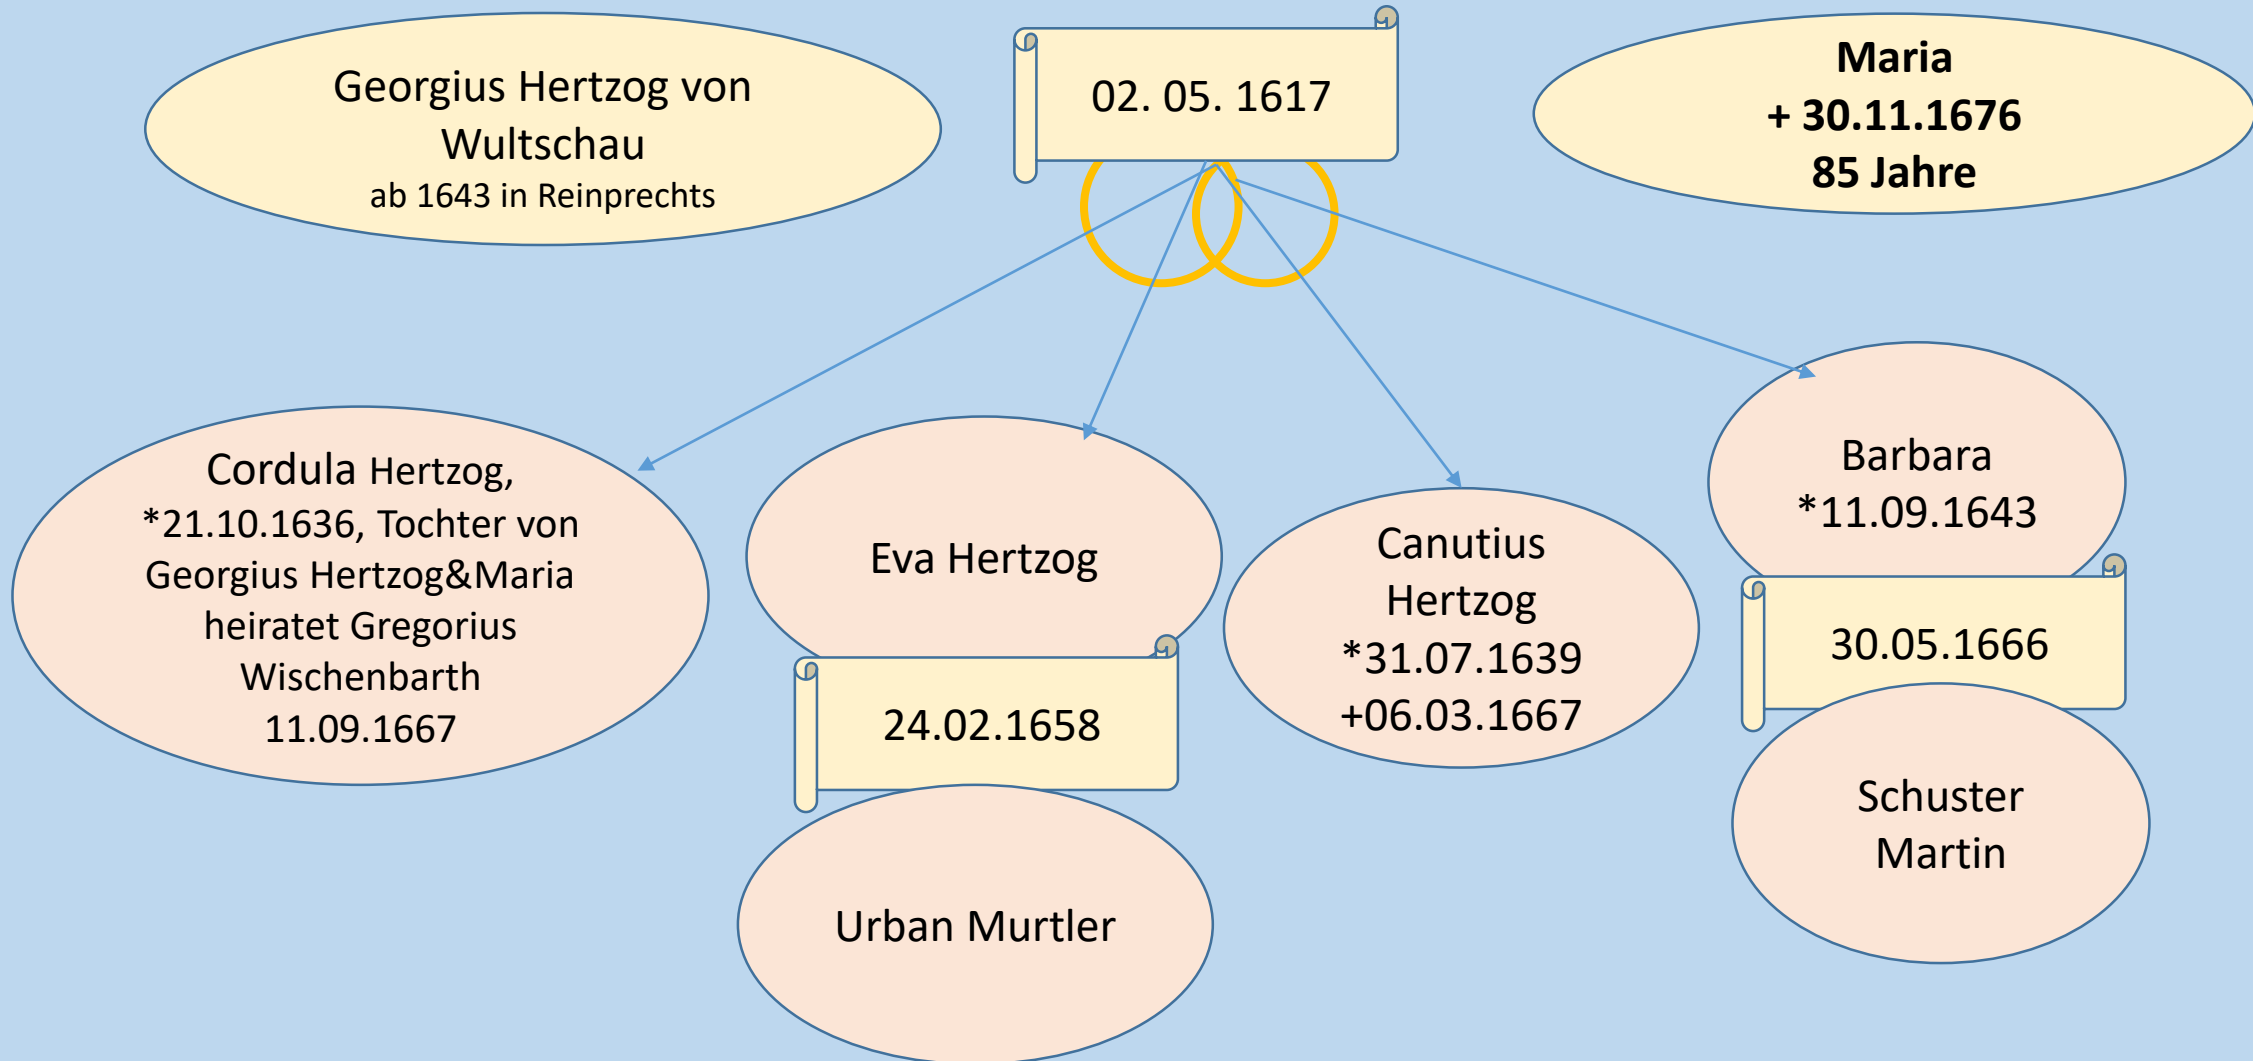 Georgius Hertzog von
Wultschau
ab 1643 in Reinprechts
02. 05. 1617
Maria
+ 30.11.1676
85 Jahre
Cordula Hertzog,
*21.10.1636, Tochter von
Georgius Hertzog&Maria
heiratet Gregorius
Wischenbarth
11.09.1667
Eva Hertzog
24.02.1658
Urban Murtler
Canutius
Hertzog
*31.07.1639
+06.03.1667
Barbara
*11.09.1643
30.05.1666
Schuster
Martin